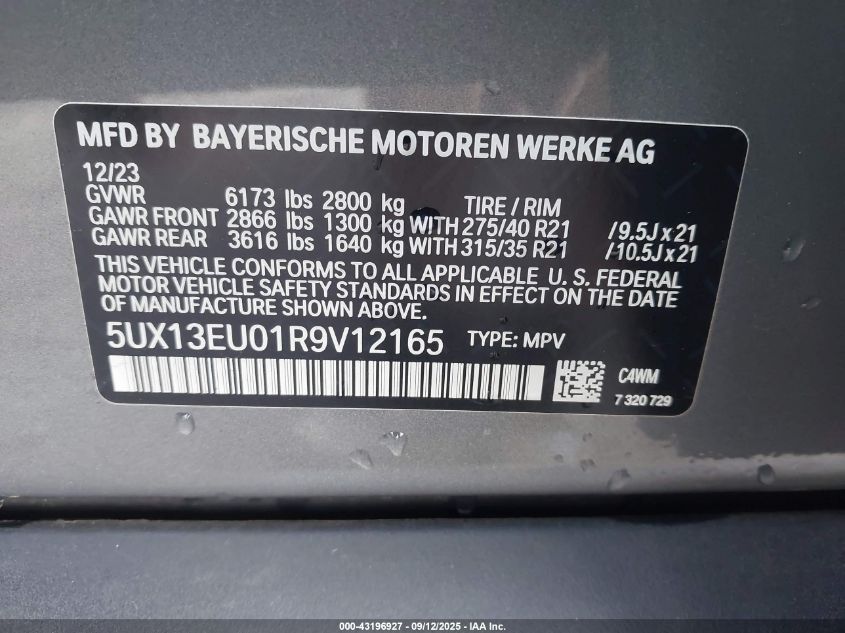 MFD BY BAYERISCHE MOTOREN WERKE AG
12/23
GVWR 6173 lbs 2800 kg TIRE / RIM
GAWR FRONT 2866 lbs 1300 kg WITH 275/40 R21 /9.5J x 21
GAWR REAR 3616 lbs 1640 kg WITH 315/35 R21 /10.5J x 21
THIS VEHICLE CONFORMS TO ALL APPLICABLE U. S. FEDERAL
MOTOR VEHICLE SAFETY STANDARDS IN EFFECT ON THE DATE
OF MANUFACTURE SHOWN ABOVE.
5UX13EU01R9V12165 TYPE: MPV
C4WM
7 320 729
000-43196927 - 09/12/2025 - IAA Inc.